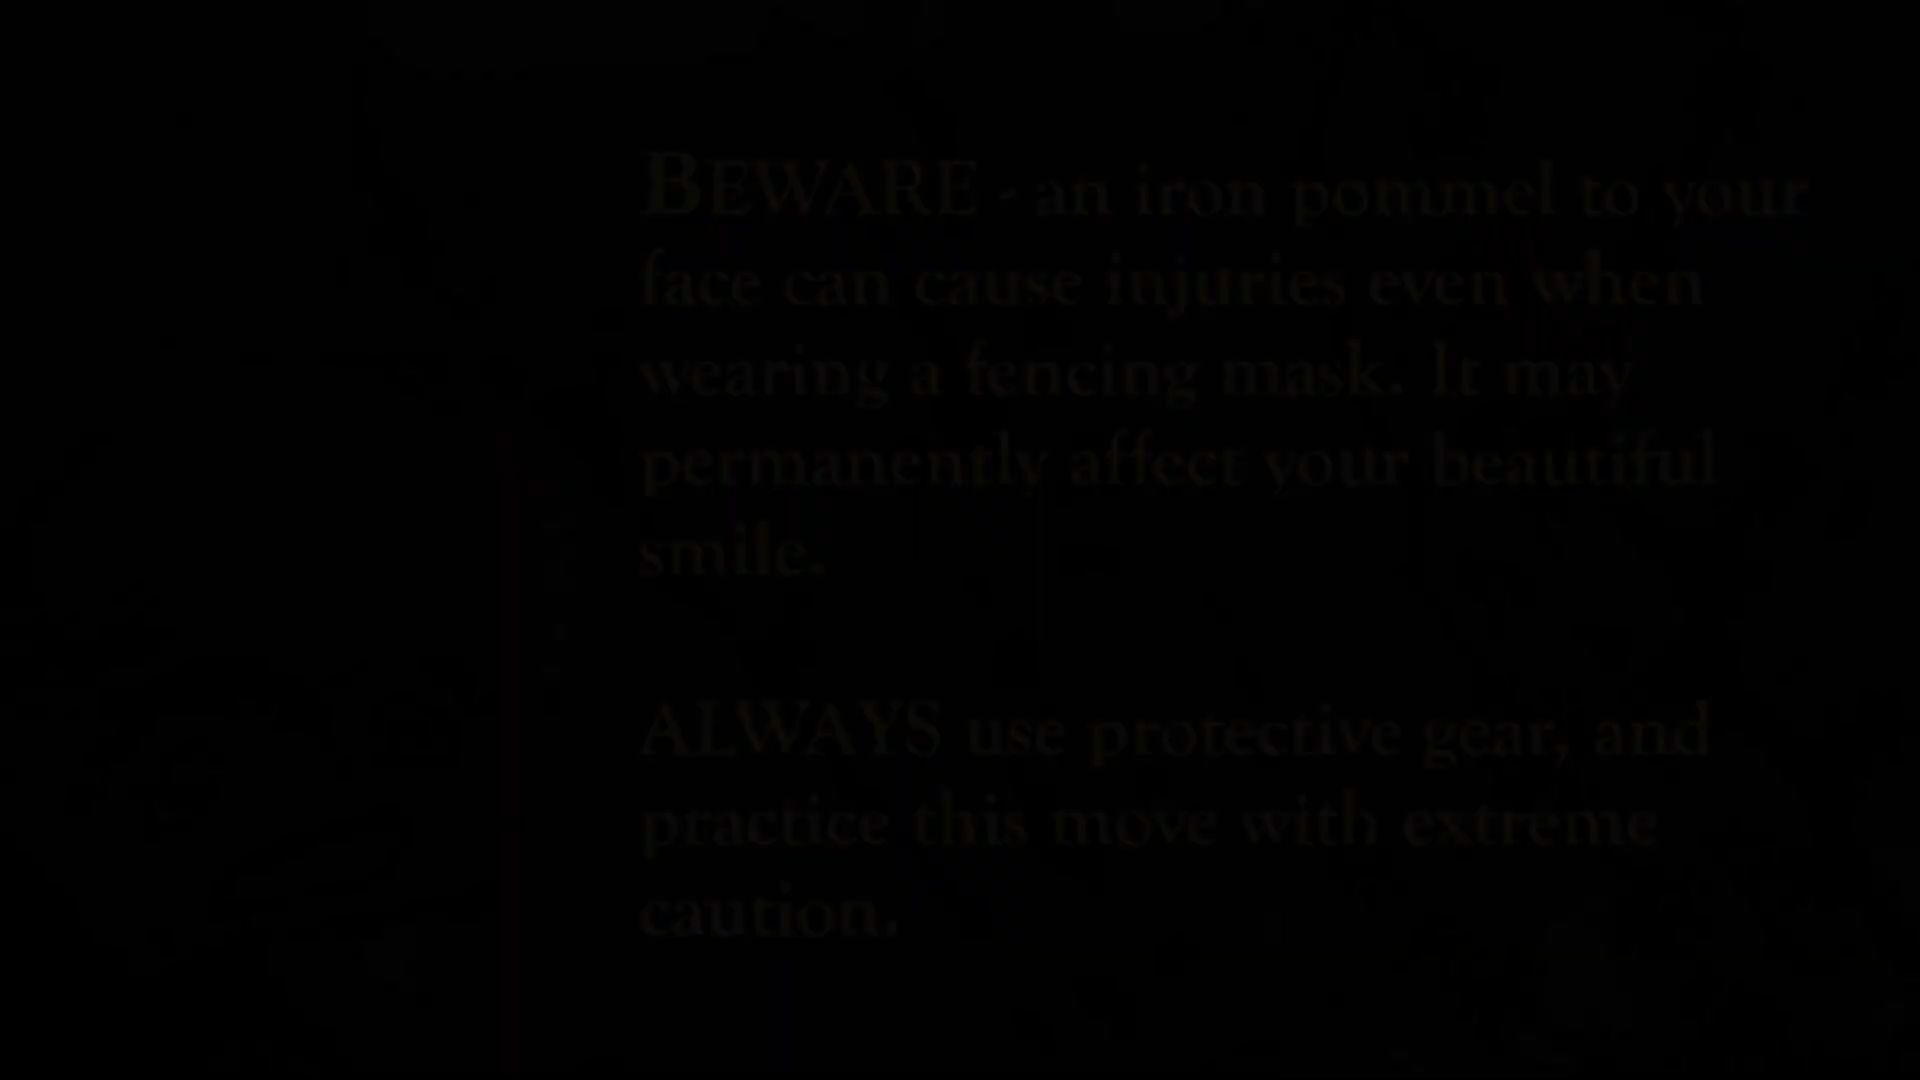 BEWARE - an iron pommel to your
face can cause injuries even when
wearing a fencing mask. It may
permanently affect your beautiful
smile.
ALWAYS use protective gear, and
practice this move with extreme
caution.